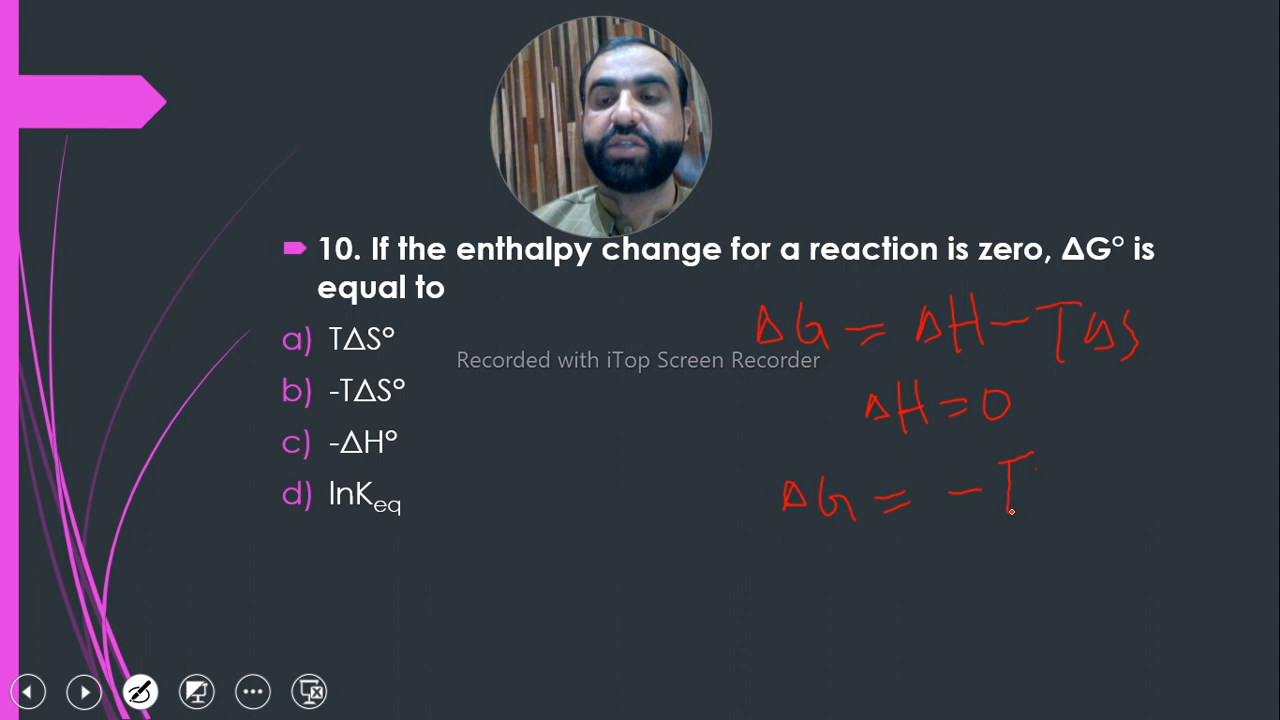 10. If the enthalpy change for a reaction is zero, ΔG° is
equal to
a) TΔS°
b) -TΔS°
c) -ΔH°
d) lnKeq
ΔG = ΔH - TΔS
Recorded with iTop Screen Recorder
ΔH = 0
ΔG = - T